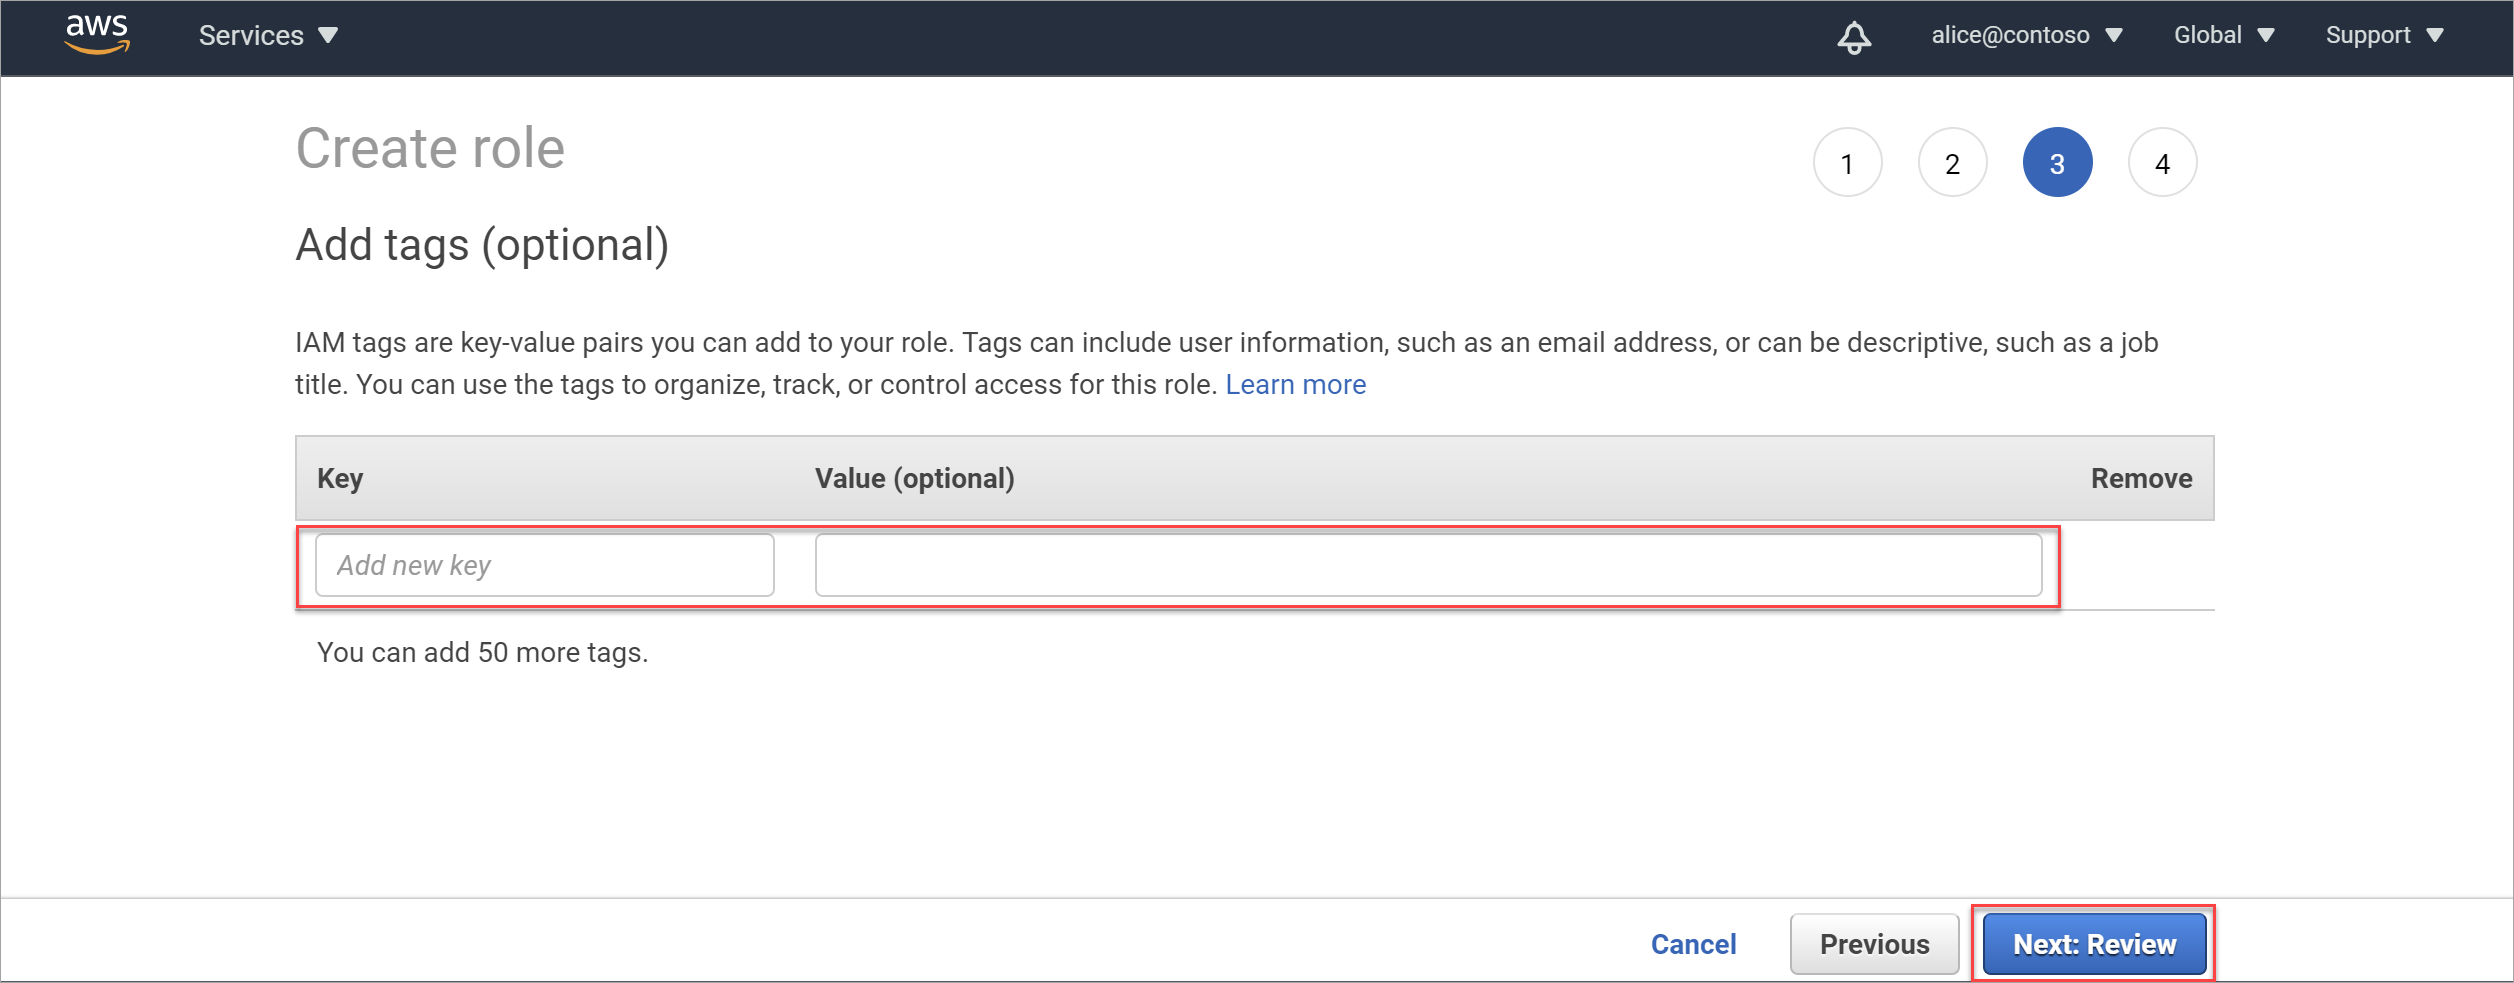 aws Services alice@contoso Global Support
Create role 1 2 3 4
Add tags (optional)
IAM tags are key-value pairs you can add to your role. Tags can include user information, such as an email address, or can be descriptive, such as a job
title. You can use the tags to organize, track, or control access for this role. Learn more
Key Value (optional) Remove
Add new key
You can add 50 more tags.
Cancel Previous Next: Review